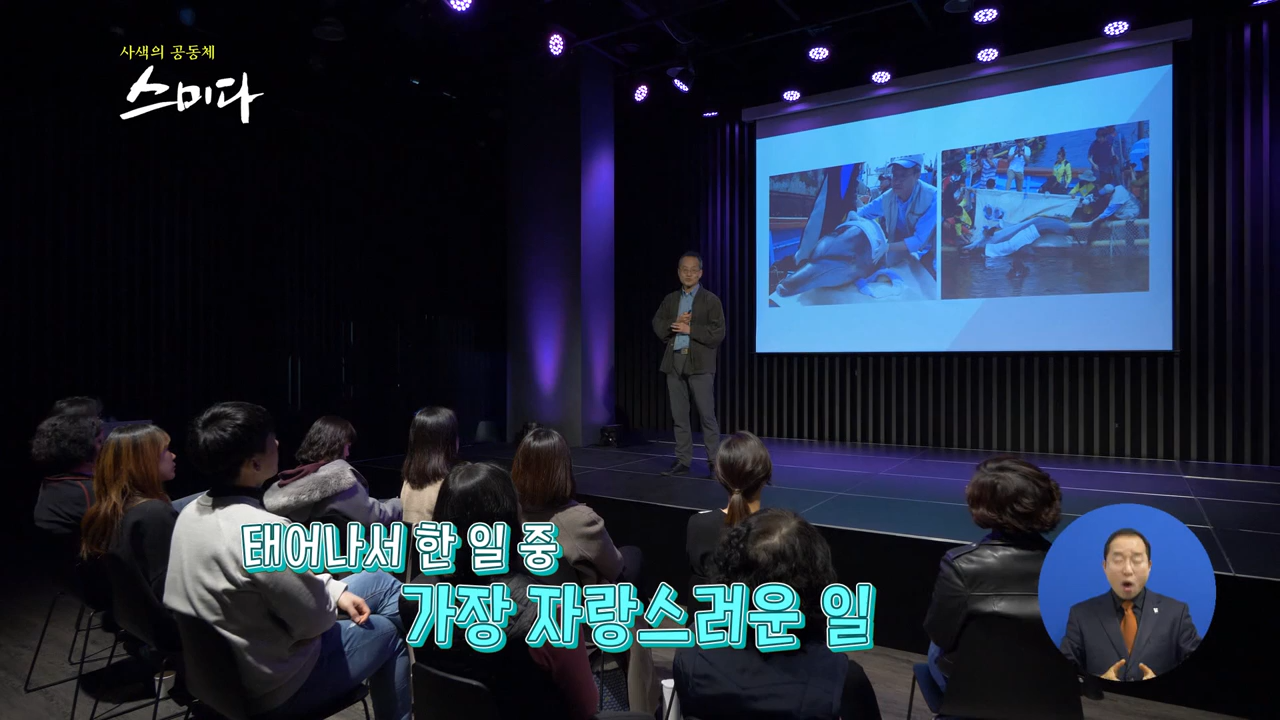 사색의 공동체
스미다
태어나서 한 일 중
가장 자랑스러운 일